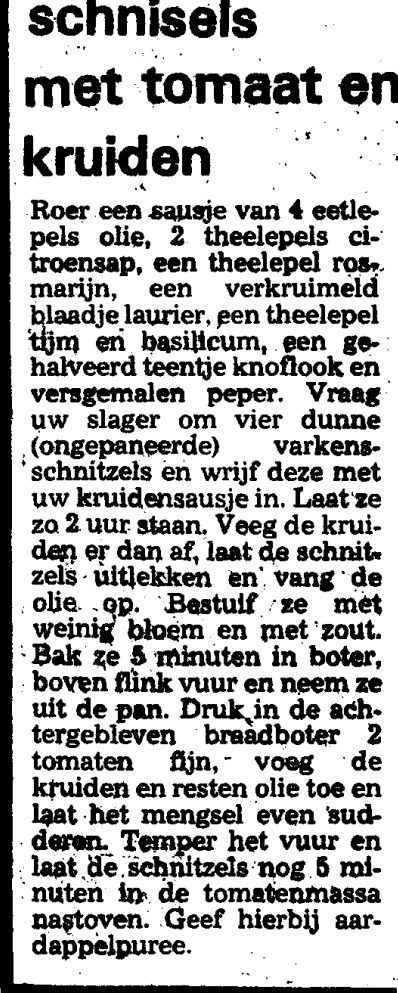 schnisels
met tomaat en
kruiden
Roer een sausje van 4 eetle-
pels olie, 2 theelepels ci-
troensap, een theelepel ros-
marijn, een verkruimeld
blaadje laurier, een theelepel
tijm en basilicum, een ge-
halveerd teentje knoflook en
versgemalen peper. Vraag
uw slager om vier dunne
(ongepaneerde) varkens-
schnitzels en wrijf deze met
uw kruidensausje in. Laat ze
zo 2 uur staan. Veeg de krui-
den er dan af, laat de schnit-
zels uitlekken en vang de
olie op. Bestuif ze met
weinig bloem en met zout.
Bak ze 5 minuten in boter,
boven flink vuur en neem ze
uit de pan. Druk in de ach-
tergebleven braadboter 2
tomaten fijn, voeg de
kruiden en resten olie toe en
laat het mengsel even sud-
deren. Temper het vuur en
laat de schnitzels nog 5 mi-
nuten in de tomatenmassa
nastoven. Geef hierbij aar-
dappelpuree.